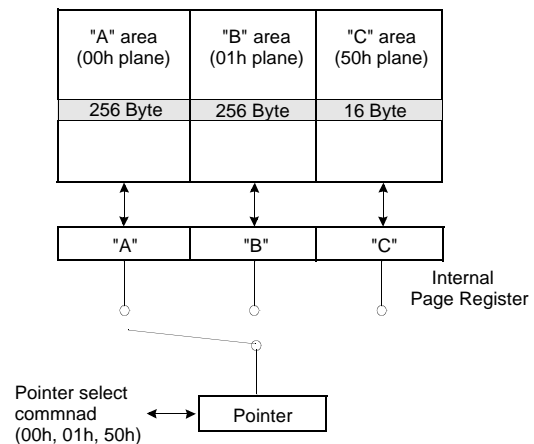 "A" area
(00h plane)
"B" area
(01h plane)
"C" area
(50h plane)
256 Byte
256 Byte
16 Byte
"A"
"B"
"C"
Internal
Page Register
Pointer select
commnad
(00h, 01h, 50h)
Pointer